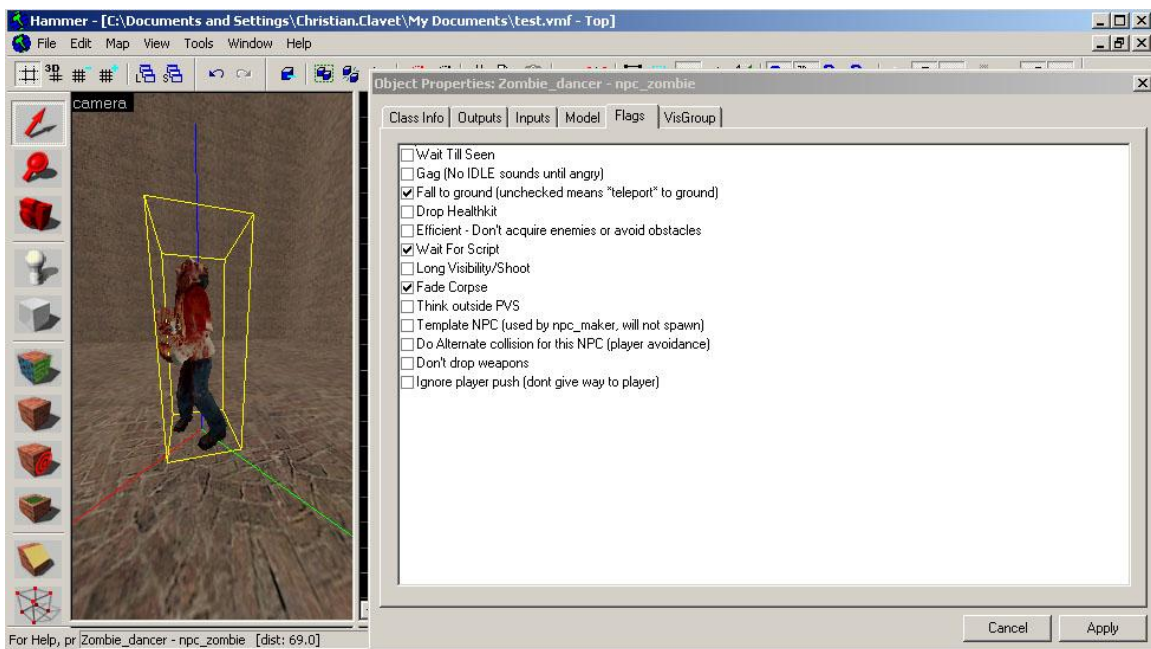 Hammer - [C:\Documents and Settings\Christian.Clavet\My Documents\test.vmf - Top]
File Edit Map View Tools Window Help
3D
Object Properties: Zombie_dancer - npc_zombie
camera
Class Info Outputs Inputs Model Flags VisGroup
Wait Till Seen
Gag (No IDLE sounds until angry)
Fall to ground (unchecked means *teleport* to ground)
Drop Healthkit
Efficient - Don't acquire enemies or avoid obstacles
Wait For Script
Long Visibility/Shoot
Fade Corpse
Think outside PVS
Template NPC (used by npc_maker, will not spawn)
Do Alternate collision for this NPC (player avoidance)
Don't drop weapons
Ignore player push (dont give way to player)
Cancel Apply
For Help, pr Zombie_dancer - npc_zombie [dist: 69.0]